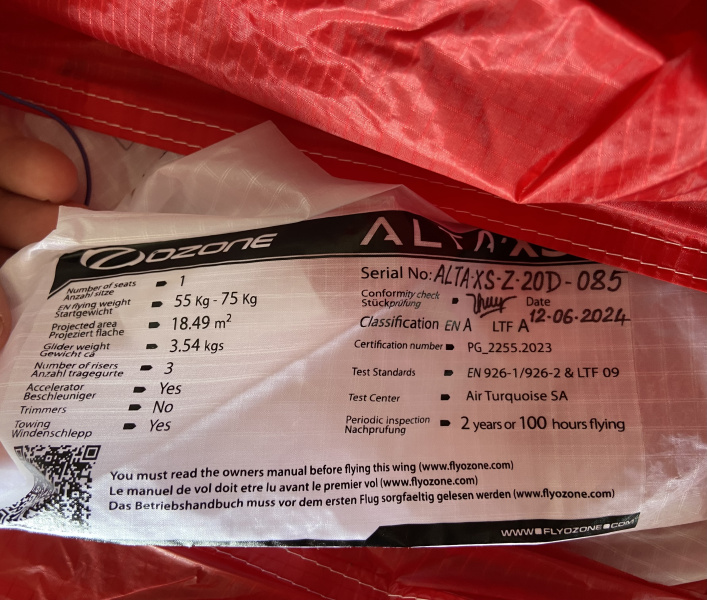 OZONE
ALTA·XS
Number of seats 1
Anzahl sitze
EN flying weight 55 Kg - 75 Kg
Startgewicht
Projected area 18.49 m²
Projeziert flache
Glider weight 3.54 kgs
Gewicht ca
Number of risers 3
Anzahl tragegurte
Accelerator Yes
Beschleuniger
Trimmers No
Towing Yes
Windenschlepp
Serial No: ALTA-XS-Z-20D-085
Conformity check Date
Stückprüfung 12-06-2024
Classification EN A LTF A
Certification number PG_2255.2023
Test Standards EN 926-1/926-2 & LTF 09
Test Center Air Turquoise SA
Periodic inspection 2 years or 100 hours flying
Nachprufung
You must read the owners manual before flying this wing (www.flyozone.com)
Le manuel de vol doit etre lu avant le premier vol (www.flyozone.com)
Das Betriebshandbuch muss vor dem ersten Flug sorgfaeltig gelesen werden (www.flyozone.com)
WWW.FLYOZONE.COM